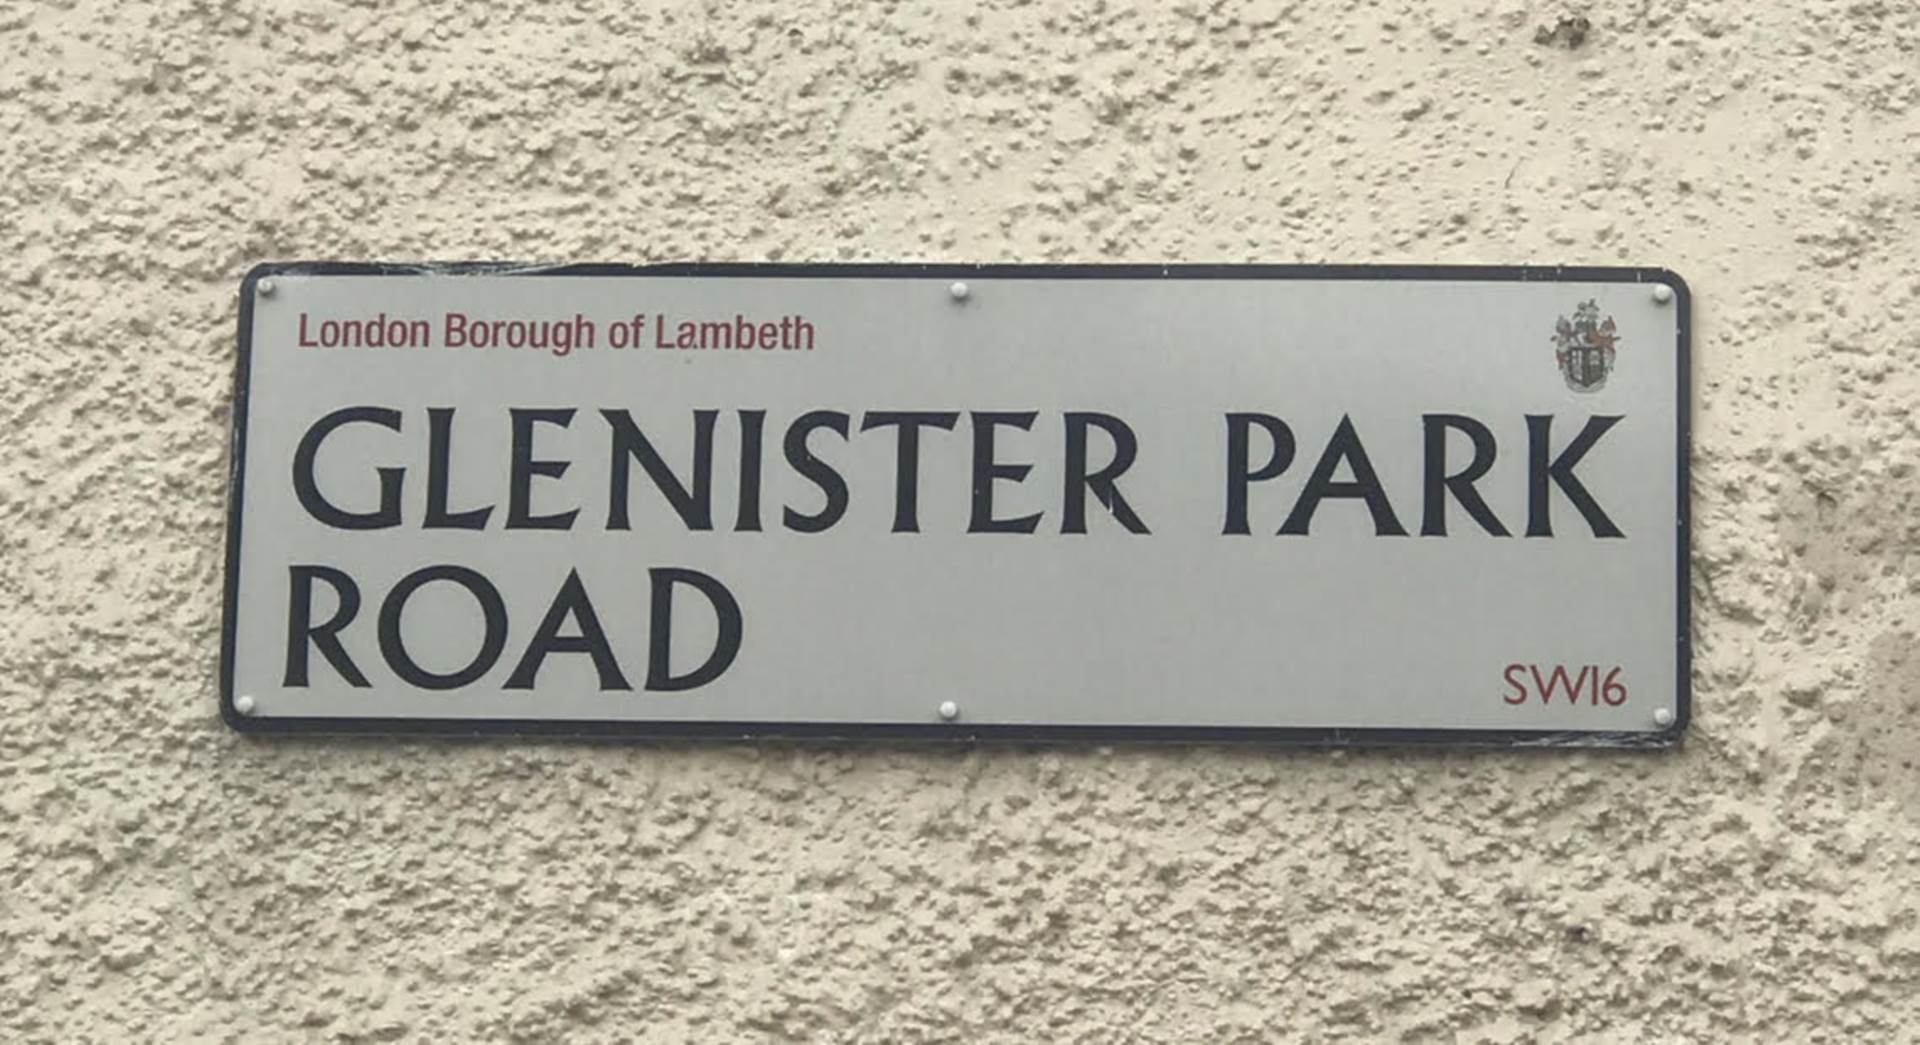 London Borough of Lambeth
GLENISTER PARK
ROAD
SW16